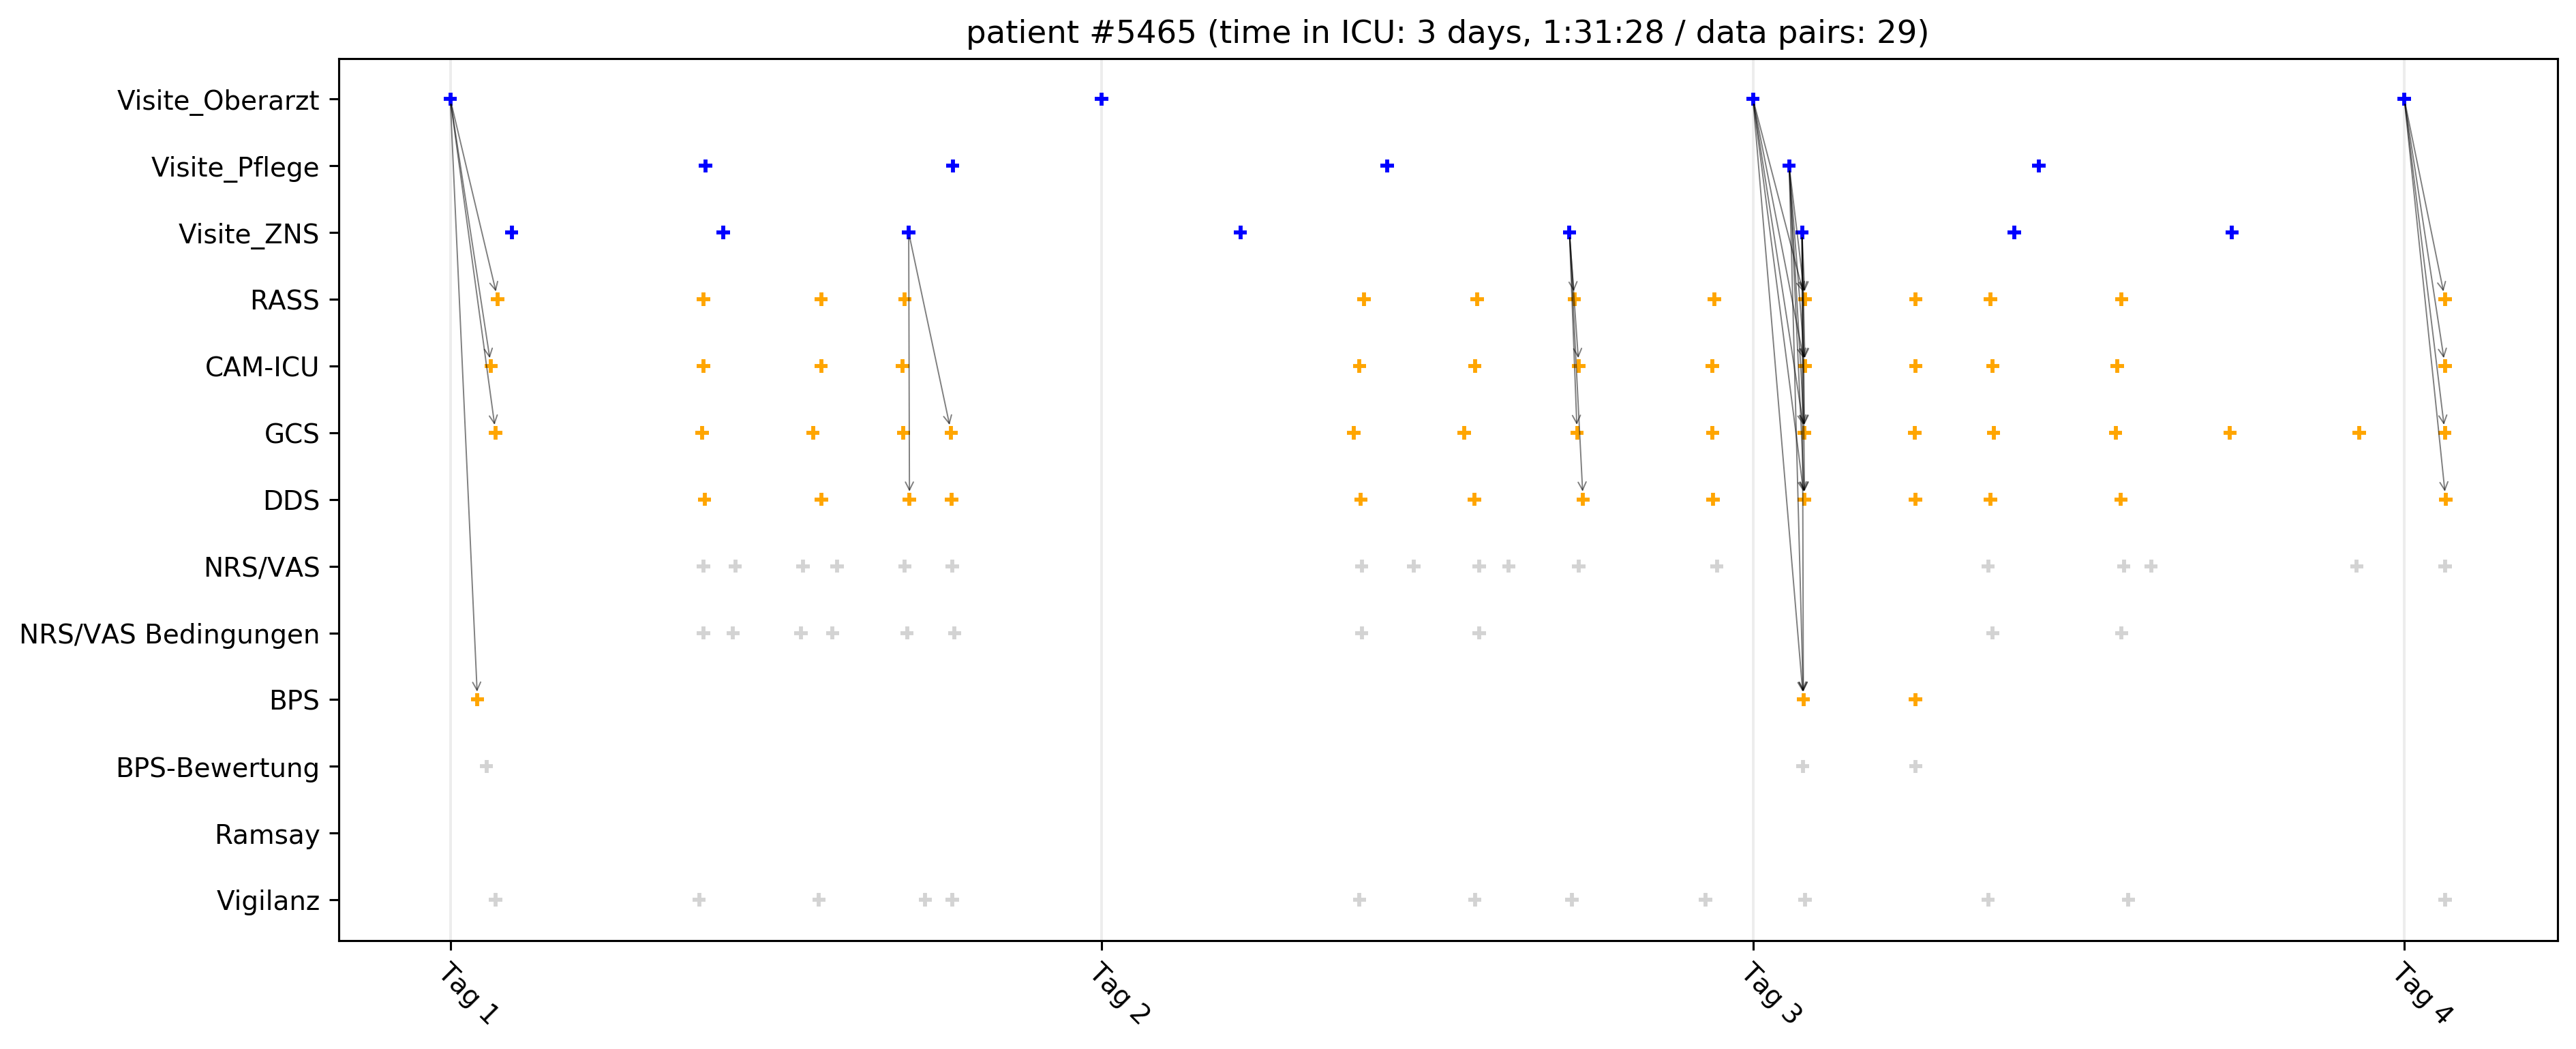 patient #5465 (time in ICU: 3 days, 1:31:28 / data pairs: 29)
Visite_Oberarzt
Visite_Pflege
Visite_ZNS
RASS
CAM-ICU
GCS
DDS
NRS/VAS
NRS/VAS Bedingungen
BPS
BPS-Bewertung
Ramsay
Vigilanz
Tag 1
Tag 2
Tag 3
Tag 4